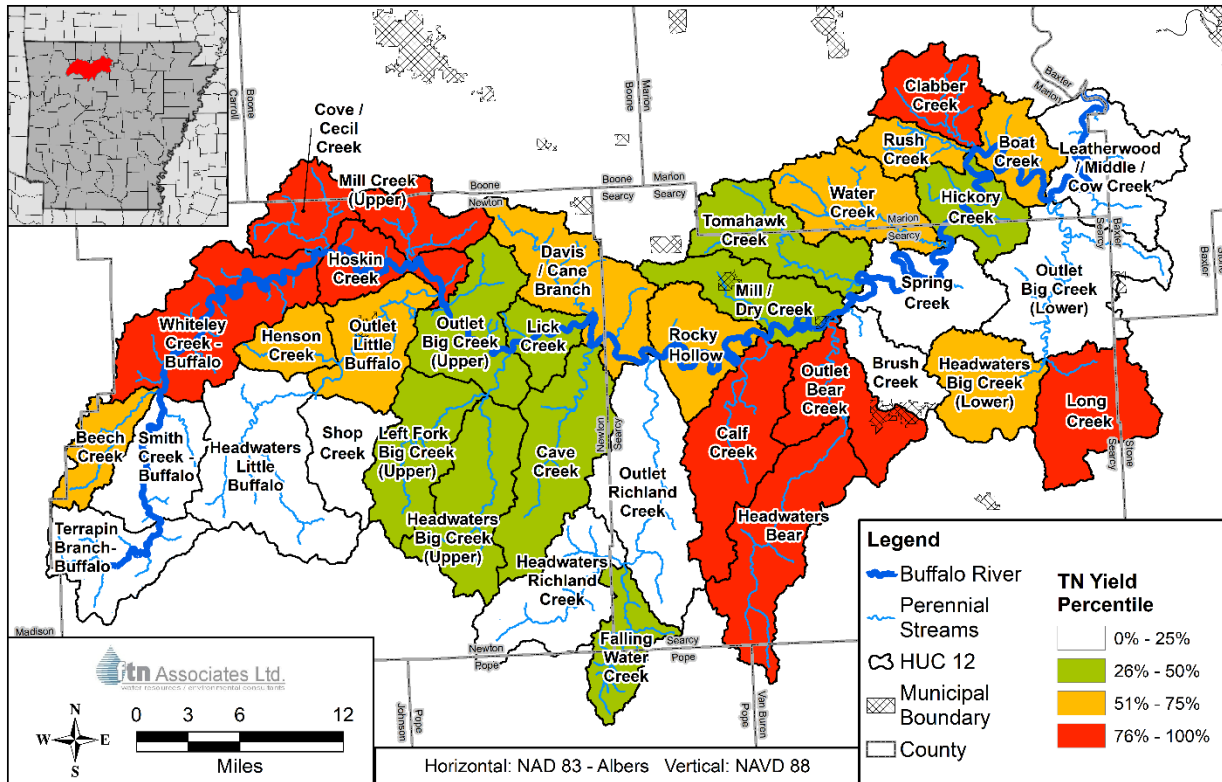 Baxter
Marion
Carroll
Boone
Boone
Marion
Clabber
Creek
Cove /
Cecil
Creek
Rush
Creek
Boat
Creek
Leatherwood
Middle /
Cow Creek
Mill Creek
(Upper)
Boone
Newton
Boone
Searcy
Marion
Searcy
Water
Creek
Hickory
Creek
Tomahawk
Creek
Marion
Searcy
Baxter
Searcy
Baxter
Hoskin
Creek
Davis
/ Cane
Branch
Mill /
Dry Creek
Spring
Creek
Outlet
Big Creek
(Lower)
Whiteley
Creek -
Buffalo
Henson
Creek
Outlet
Little
Buffalo
Outlet
Big Creek
(Upper)
Lick
Creek
Rocky
Hollow
Brush
Creek
Headwaters
Big Creek
(Lower)
Outlet
Bear
Creek
Long
Creek
Beech
Creek
Smith
Creek -
Buffalo
Headwaters
Little
Buffalo
Shop
Creek
Left Fork
Big Creek
(Upper)
Cave
Creek
Newton
Searcy
Calf
Creek
Searcy
Stone
Outlet
Richland
Creek
Terrapin
Branch-
Buffalo
Headwaters
Big Creek
(Upper)
Headwaters
Richland
Creek
Headwaters
Bear
Madison
Newton
Pope
Falling
Water
Creek
Searcy
Pope
Johnson
Pope
Pope
Van Buren
Legend
Buffalo River
Perennial
Streams
HUC 12
Municipal
Boundary
County
TN Yield
Percentile
0% - 25%
26% - 50%
51% - 75%
76% - 100%
ftn Associates Ltd.
water resources / environmental consultants
N
W E
S
0 3 6 12
Miles
Horizontal: NAD 83 - Albers Vertical: NAVD 88